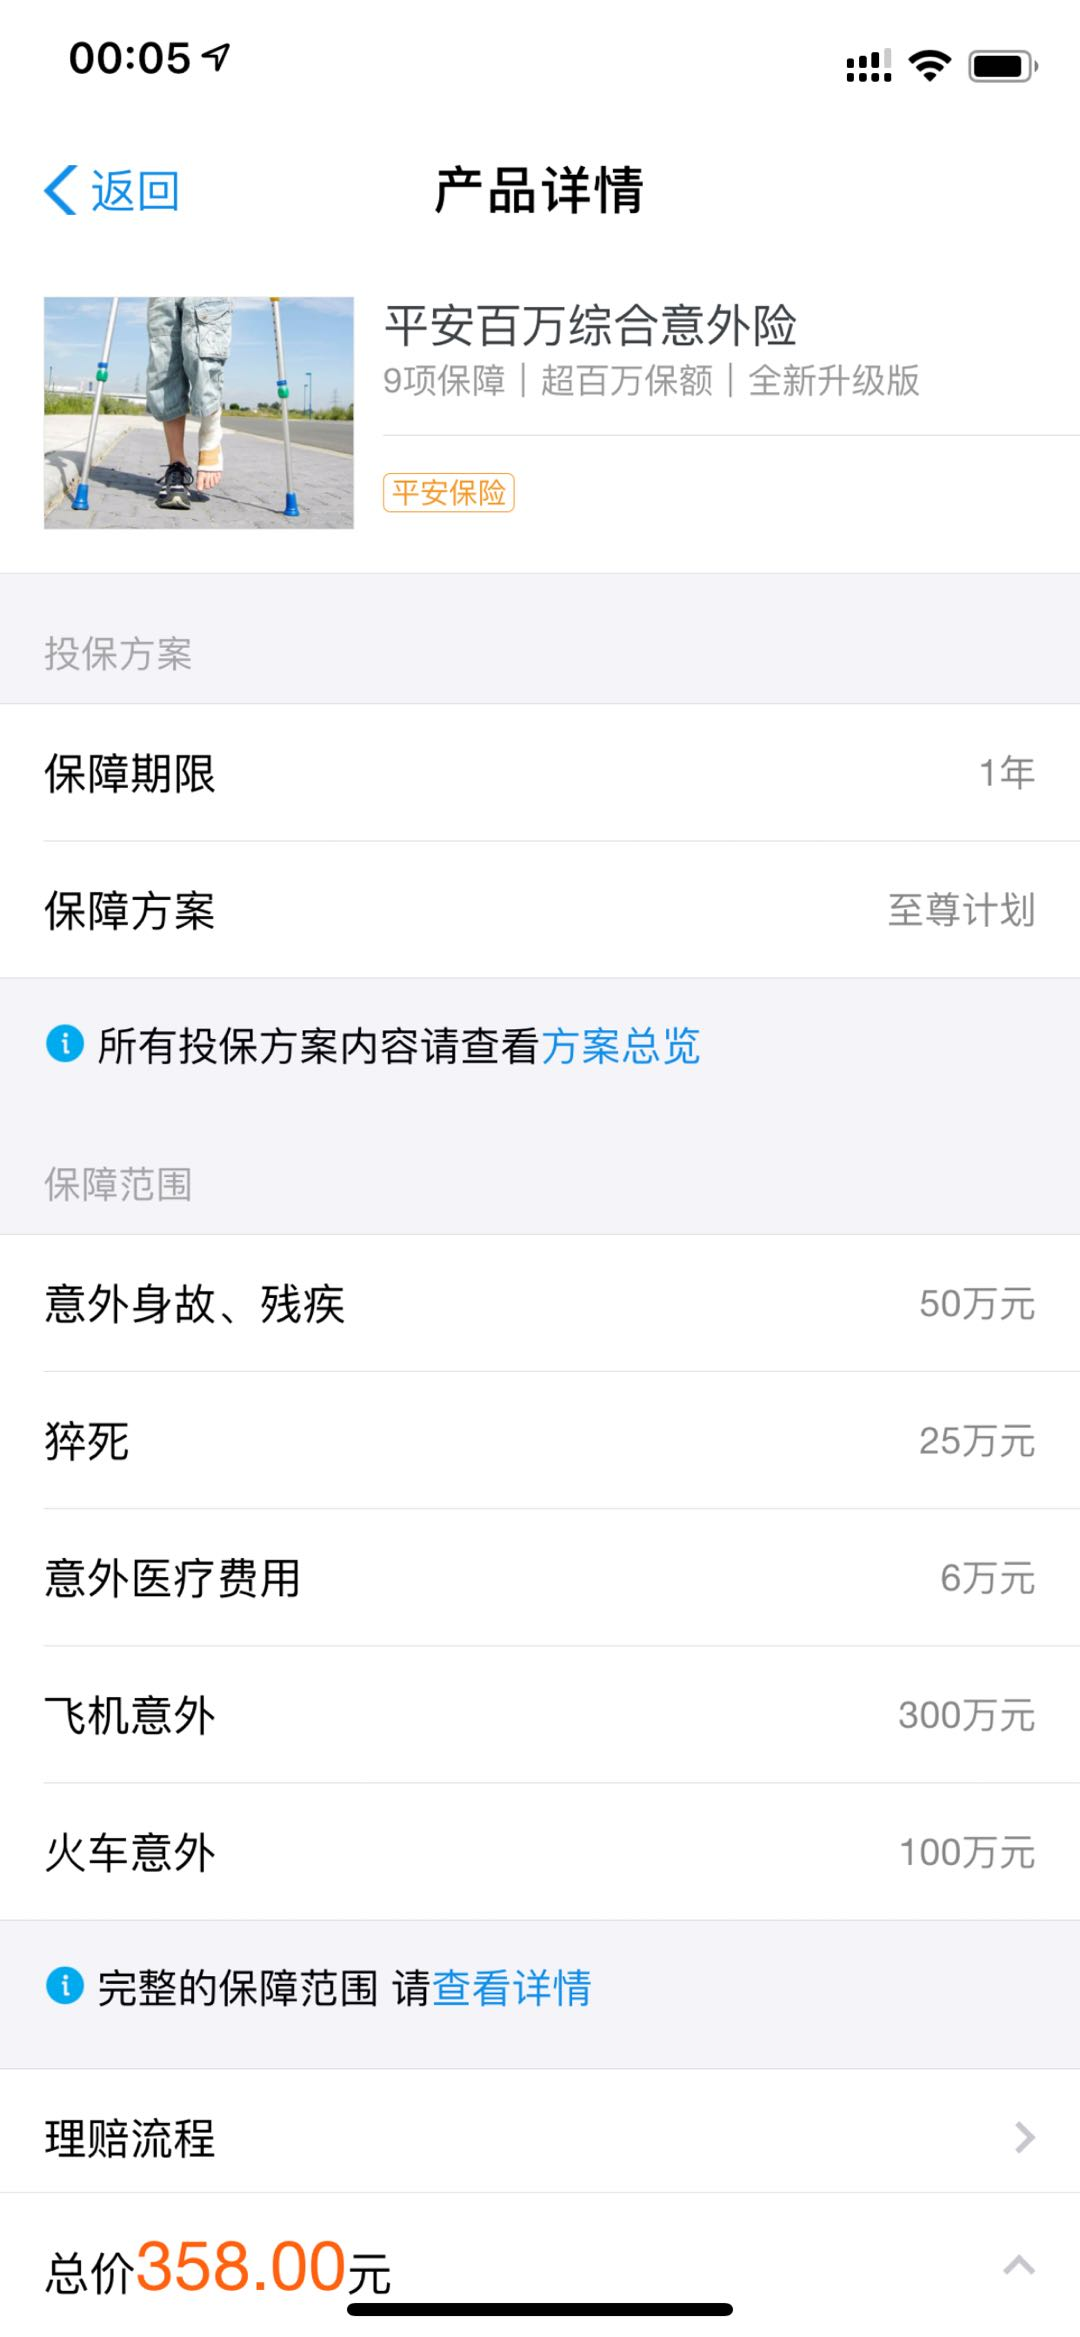 00:05
返回
产品详情
平安百万综合意外险
9项保障｜超百万保额｜全新升级版
平安保险
投保方案
保障期限 1年
保障方案 至尊计划
所有投保方案内容请查看方案总览
保障范围
意外身故、残疾 50万元
猝死 25万元
意外医疗费用 6万元
飞机意外 300万元
火车意外 100万元
完整的保障范围 请查看详情
理赔流程
总价358.00元